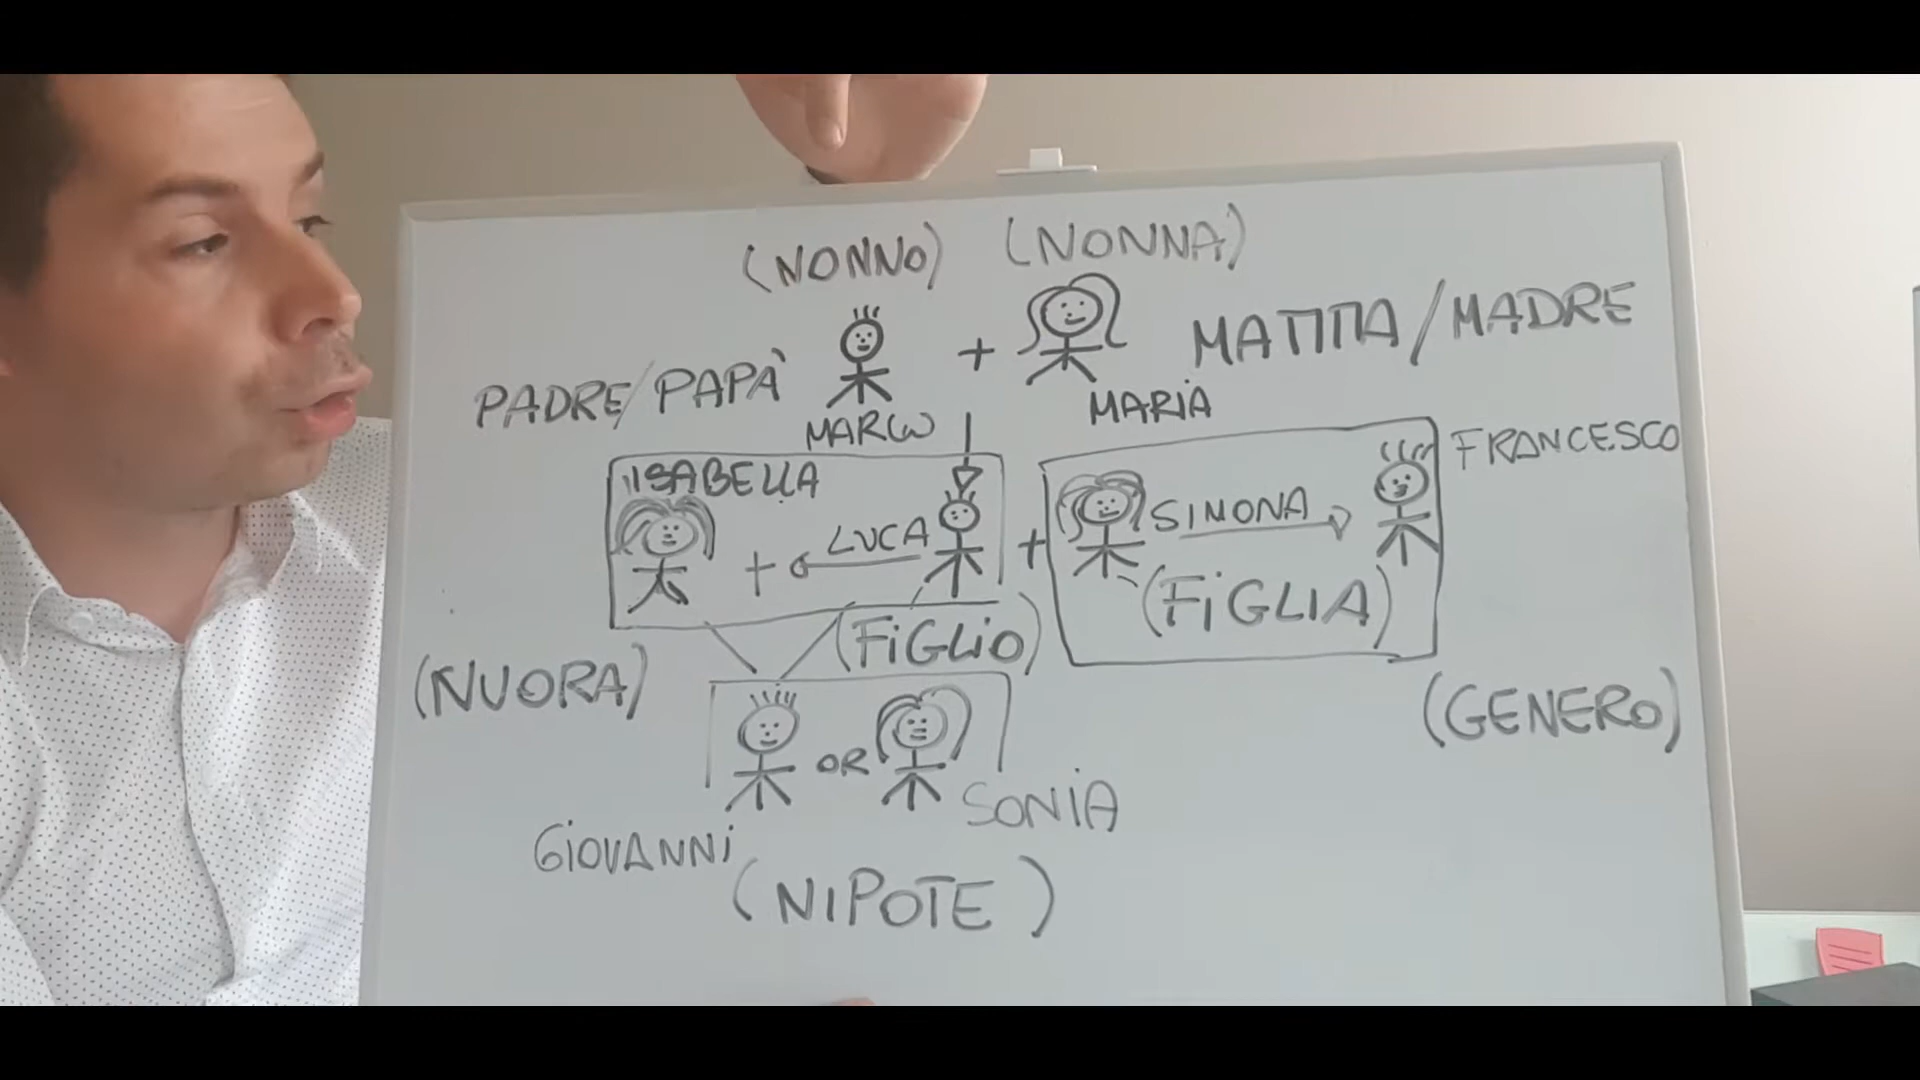 (NONNO) (NONNA)
PADRE/PAPÀ + MAMMA/MADRE
MARCO MARIA
ISABELLA FRANCESCO
+ LUCA + SIMONA
(FiGLiO) (FiGLIA)
(NUORA) (GENERO)
OR
GiOVANNi SONiA
(NiPOTE)